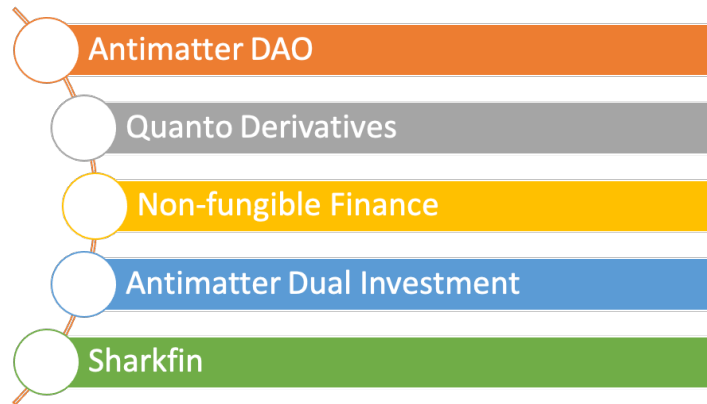 Antimatter DAO
Quanto Derivatives
Non-fungible Finance
Antimatter Dual Investment
Sharkfin